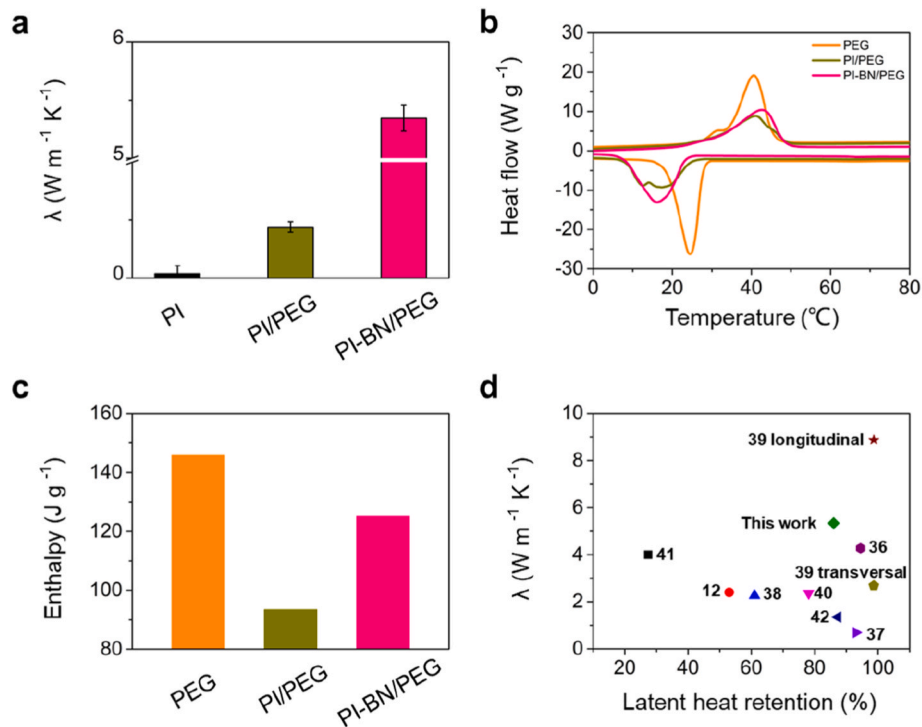 a
λ (W m⁻¹ K⁻¹)
6
5
0
PI
PI/PEG
PI-BN/PEG
b
Heat flow (W g⁻¹)
30
20
10
0
-10
-20
-30
PEG
PI/PEG
PI-BN/PEG
0 20 40 60 80
Temperature (℃)
c
Enthalpy (J g⁻¹)
160
140
120
100
80
PEG
PI/PEG
PI-BN/PEG
d
λ (W m⁻¹ K⁻¹)
10
8
6
4
2
0
39 longitudinal
This work
36
41
39 transversal
12
38
40
42
37
20 40 60 80 100
Latent heat retention (%)